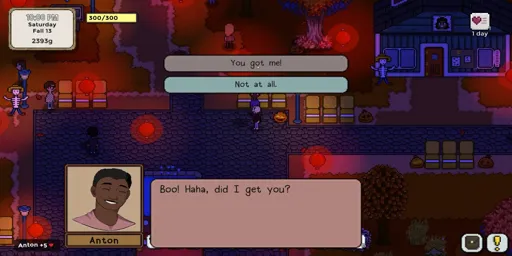 10:00 PM
Saturday
Fall 13
2393g
300/300
1 day
You got me!
Not at all.
Boo! Haha, did I get you?
Anton
Anton +5